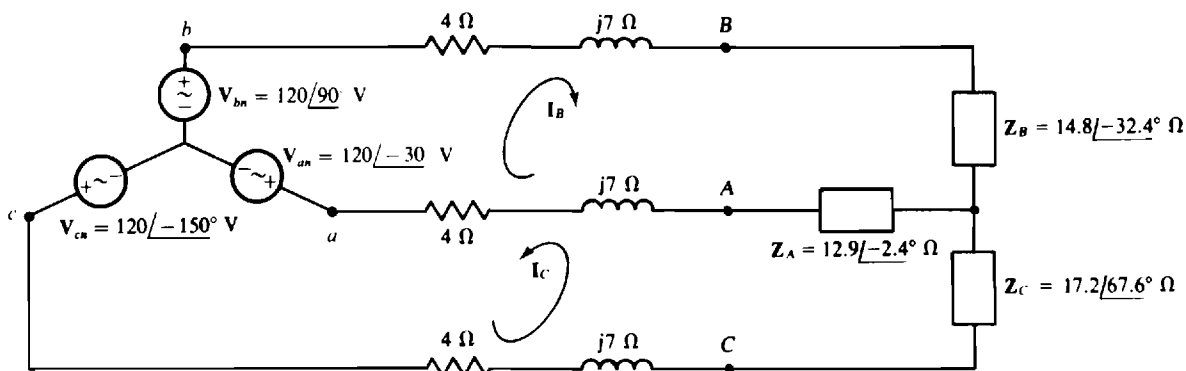 b
4 Ω
j7 Ω
B
V_bn = 120/90 V
I_B
Z_B = 14.8/−32.4° Ω
V_an = 120/−30 V
j7 Ω
A
c
V_cn = 120/−150° V
a
4 Ω
Z_A = 12.9/−2.4° Ω
I_C
Z_C = 17.2/67.6° Ω
4 Ω
j7 Ω
C